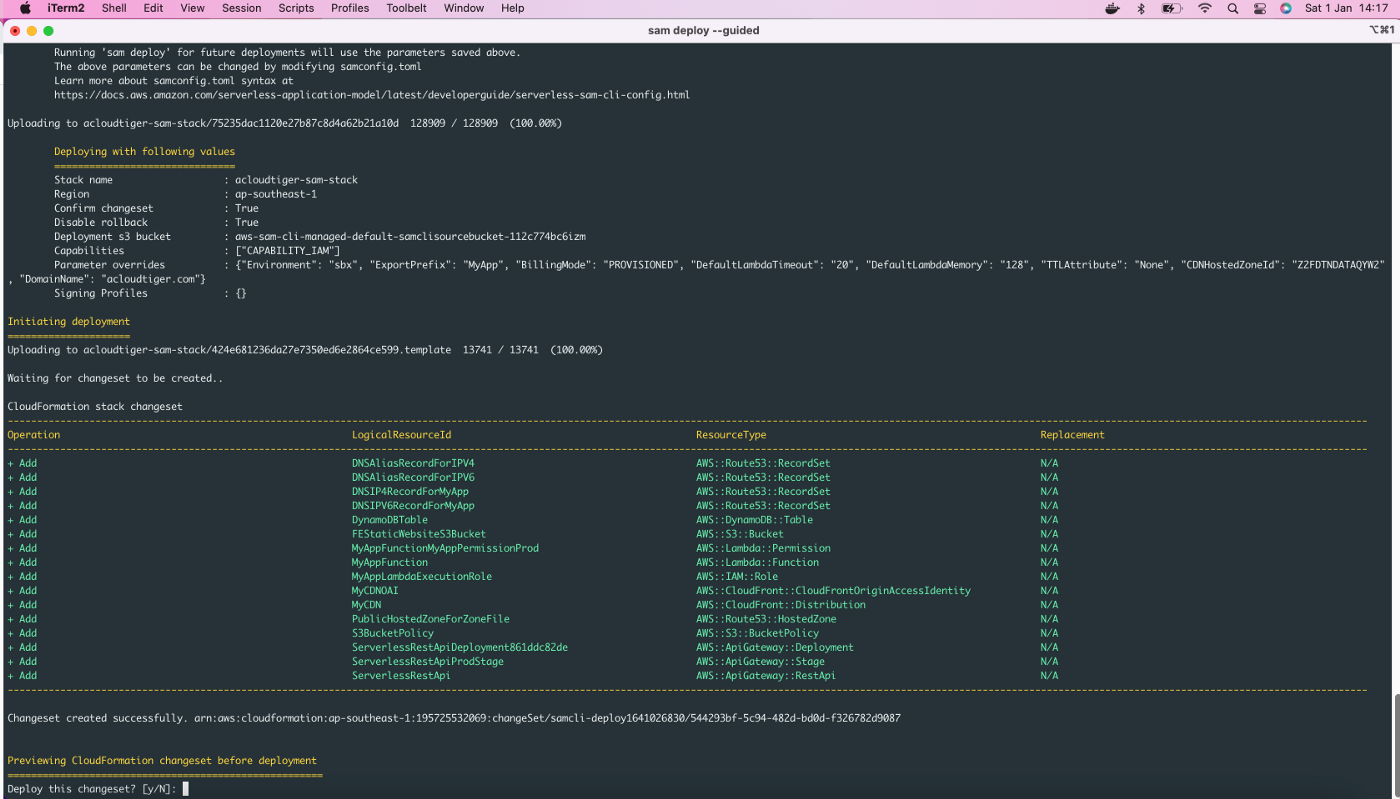 iTerm2 Shell Edit View Session Scripts Profiles Toolbelt Window Help Sat 1 Jan 14:17
sam deploy --guided ⌥⌘1
Running 'sam deploy' for future deployments will use the parameters saved above.
The above parameters can be changed by modifying samconfig.toml
Learn more about samconfig.toml syntax at
https://docs.aws.amazon.com/serverless-application-model/latest/developerguide/serverless-sam-cli-config.html
Uploading to acloudtiger-sam-stack/75235dac1120e27b87c8d4a62b21a10d 128909 / 128909 (100.00%)
Deploying with following values
===============================
Stack name : acloudtiger-sam-stack
Region : ap-southeast-1
Confirm changeset : True
Disable rollback : True
Deployment s3 bucket : aws-sam-cli-managed-default-samclisourcebucket-112c774bc6izm
Capabilities : ["CAPABILITY_IAM"]
Parameter overrides : {"Environment": "sbx", "ExportPrefix": "MyApp", "BillingMode": "PROVISIONED", "DefaultLambdaTimeout": "20", "DefaultLambdaMemory": "128", "TTLAttribute": "None", "CDNHostedZoneId": "Z2FDTNDATAQYW2"
, "DomainName": "acloudtiger.com"}
Signing Profiles : {}
Initiating deployment
=====================
Uploading to acloudtiger-sam-stack/424e681236da27e7350ed6e2864ce599.template 13741 / 13741 (100.00%)
Waiting for changeset to be created..
CloudFormation stack changeset
Operation LogicalResourceId ResourceType Replacement
+ Add DNSAliasRecordForIPV4 AWS::Route53::RecordSet N/A
+ Add DNSAliasRecordForIPV6 AWS::Route53::RecordSet N/A
+ Add DNSIP4RecordForMyApp AWS::Route53::RecordSet N/A
+ Add DNSIPV6RecordForMyApp AWS::Route53::RecordSet N/A
+ Add DynamoDBTable AWS::DynamoDB::Table N/A
+ Add FEStaticWebsiteS3Bucket AWS::S3::Bucket N/A
+ Add MyAppFunctionMyAppPermissionProd AWS::Lambda::Permission N/A
+ Add MyAppFunction AWS::Lambda::Function N/A
+ Add MyAppLambdaExecutionRole AWS::IAM::Role N/A
+ Add MyCDNOAI AWS::CloudFront::CloudFrontOriginAccessIdentity N/A
+ Add MyCDN AWS::CloudFront::Distribution N/A
+ Add PublicHostedZoneForZoneFile AWS::Route53::HostedZone N/A
+ Add S3BucketPolicy AWS::S3::BucketPolicy N/A
+ Add ServerlessRestApiDeployment861ddc82de AWS::ApiGateway::Deployment N/A
+ Add ServerlessRestApiProdStage AWS::ApiGateway::Stage N/A
+ Add ServerlessRestApi AWS::ApiGateway::RestApi N/A
Changeset created successfully. arn:aws:cloudformation:ap-southeast-1:195725532069:changeSet/samcli-deploy1641026830/544293bf-5c94-482d-bd0d-f326782d9087
Previewing CloudFormation changeset before deployment
======================================================
Deploy this changeset? [y/N]: